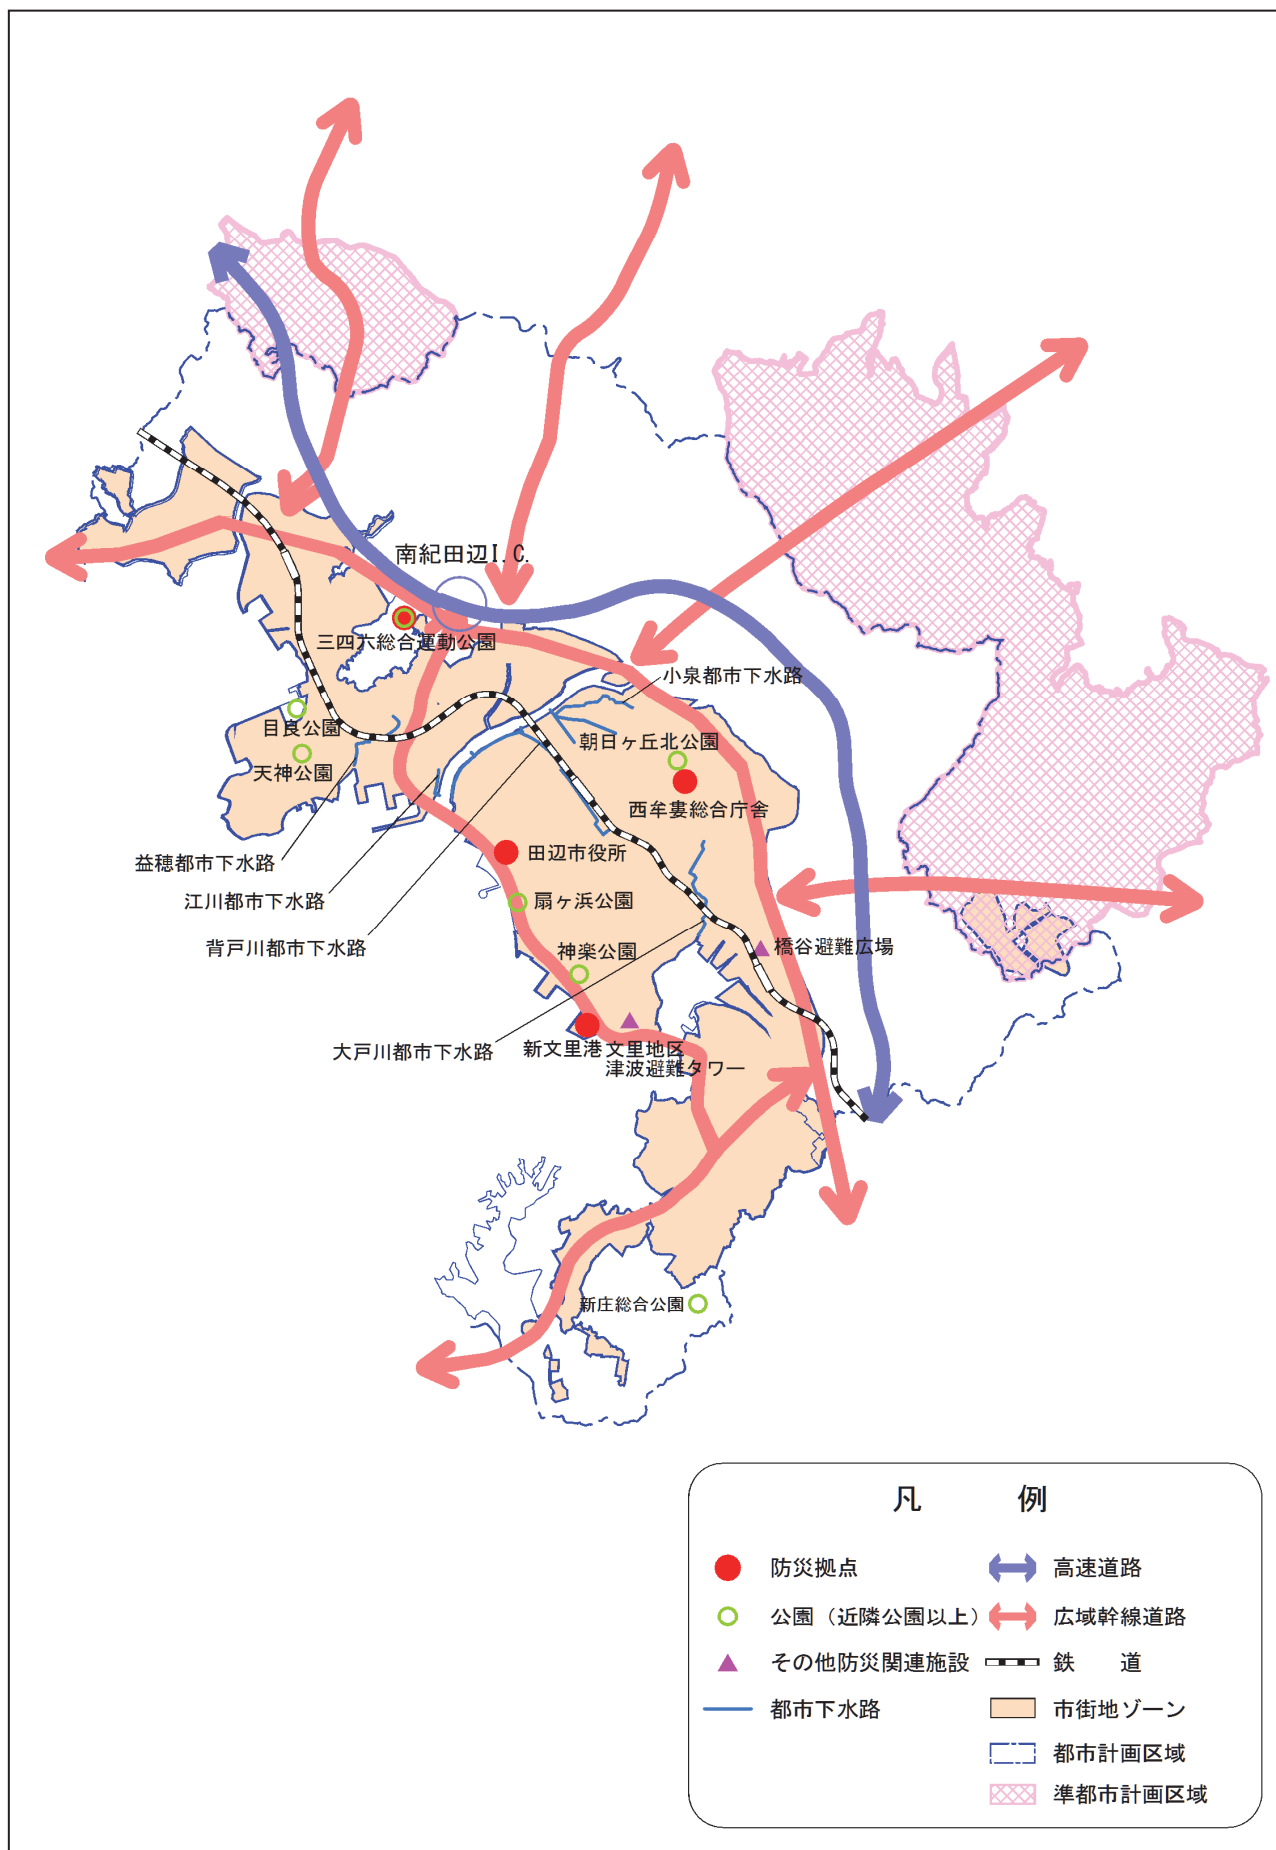 南紀田辺I.C.
三四六総合運動公園
小泉都市下水路
目良公園
朝日ヶ丘北公園
天神公園
西牟婁総合庁舎
益穂都市下水路
田辺市役所
江川都市下水路
扇ヶ浜公園
背戸川都市下水路
神楽公園
橋谷避難広場
大戸川都市下水路
新文里港
文里地区
津波避難タワー
新庄総合公園
凡　例
防災拠点
高速道路
公園（近隣公園以上）
広域幹線道路
その他防災関連施設
鉄　道
都市下水路
市街地ゾーン
都市計画区域
準都市計画区域